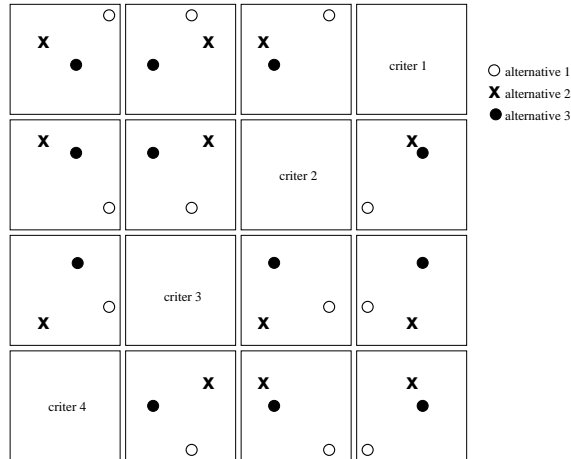 criter 1
alternative 1
X alternative 2
alternative 3
criter 2
criter 3
criter 4